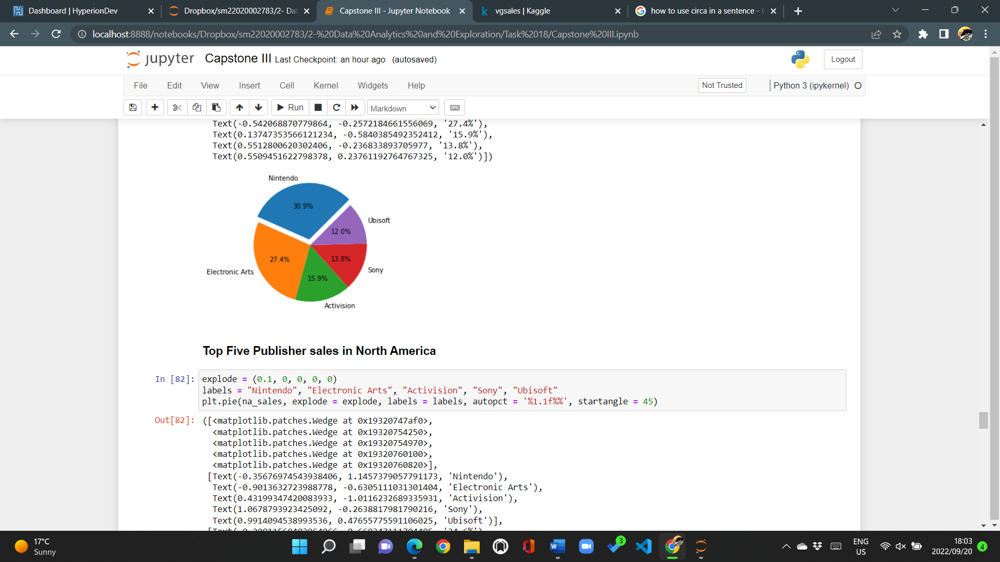 Dashboard | HyperionDev
Dropbox/sm22020002783/2- Dat
Capstone III - Jupyter Notebook
vgsales | Kaggle
how to use circa in a sentence -
localhost:8888/notebooks/Dropbox/sm22020002783/2-%20Data%20Analytics%20and%20Exploration/Task%2018/Capstone%20III.ipynb
jupyter Capstone III Last Checkpoint: an hour ago (autosaved)
Logout
File Edit View Insert Cell Kernel Widgets Help
Not Trusted
Python 3 (ipykernel)
Run
Markdown
Text(-0.542068870779864, -0.2572184661556069, '27.4%'),
Text(0.13747353566121234, -0.5840385492352412, '15.9%'),
Text(0.5512800620302406, -0.236833893705977, '13.8%'),
Text(0.5509451622798378, 0.23761192764767325, '12.0%')])
Nintendo
30.9%
Ubisoft
12.0%
27.4%
13.8%
Electronic Arts
Sony
15.9%
Activision
Top Five Publisher sales in North America
In [82]:
explode = (0.1, 0, 0, 0, 0)
labels = "Nintendo", "Electronic Arts", "Activision", "Sony", "Ubisoft"
plt.pie(na_sales, explode = explode, labels = labels, autopct = '%1.1f%%', startangle = 45)
Out[82]:
([<matplotlib.patches.Wedge at 0x19320747af0>,
<matplotlib.patches.Wedge at 0x19320754250>,
<matplotlib.patches.Wedge at 0x19320754970>,
<matplotlib.patches.Wedge at 0x19320760100>,
<matplotlib.patches.Wedge at 0x19320760820>],
[Text(-0.35676974543938406, 1.1457379057791173, 'Nintendo'),
Text(-0.9013632723988778, -0.6305111031301404, 'Electronic Arts'),
Text(0.43199347420083933, -1.0116232689335931, 'Activision'),
Text(1.0678793923425092, -0.2638817981790216, 'Sony'),
Text(0.9914094538993536, 0.47655775591106025, 'Ubisoft')],
17°C
Sunny
3
ENG
US
18:03
2022/09/20
4